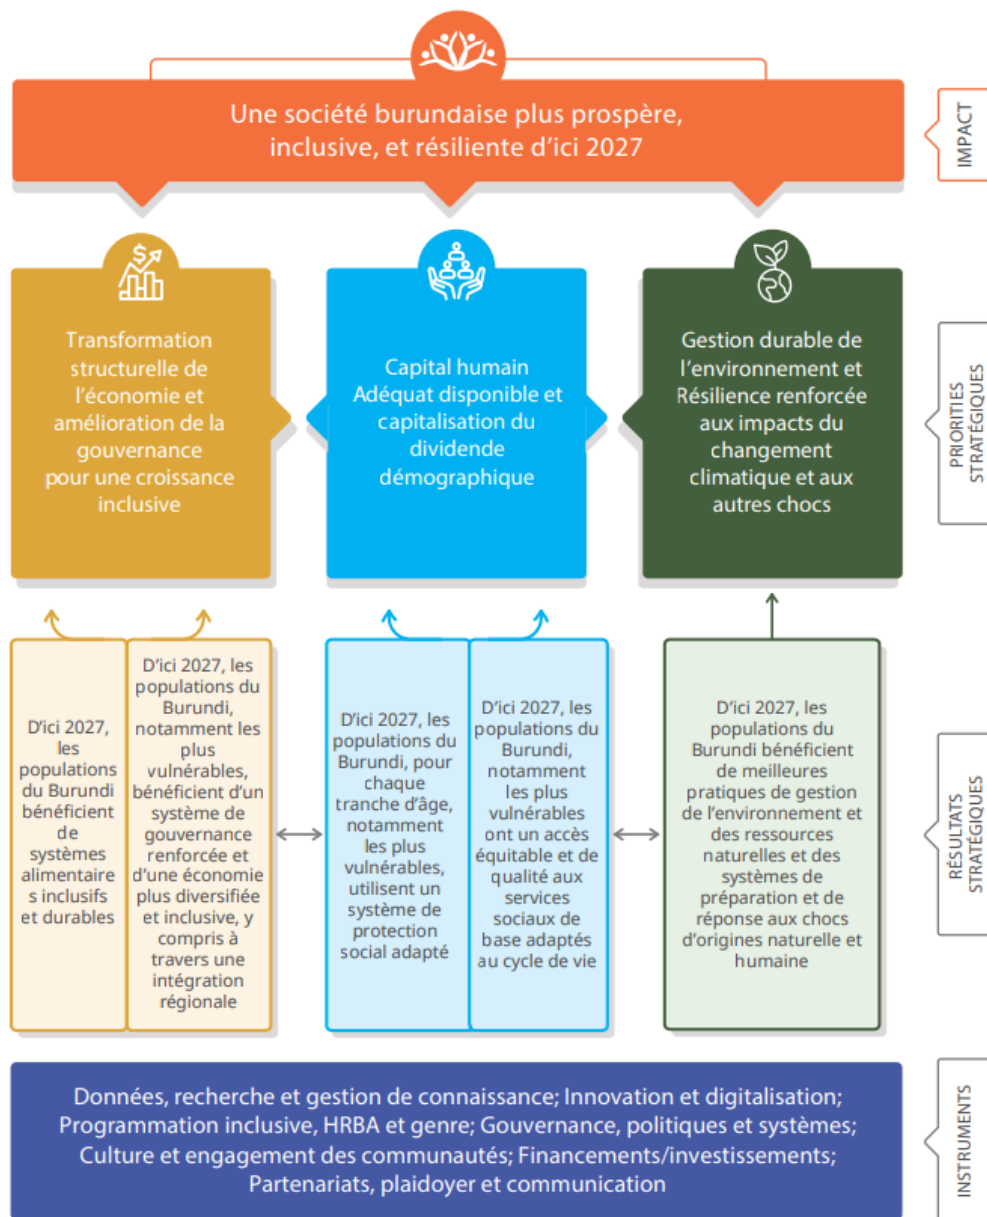 Une société burundaise plus prospère,
inclusive, et résiliente d'ici 2027
IMPACT
Transformation
structurelle de
l'économie et
amélioration de la
gouvernance
pour une croissance
inclusive
Capital humain
Adéquat disponible et
capitalisation du
dividende
démographique
Gestion durable de
l'environnement et
Résilience renforcée
aux impacts du
changement
climatique et aux
autres chocs
PRIORITIES
STRATÉGIQUES
D'ici 2027,
les
populations
du Burundi
bénéficient
de
systèmes
alimentaire
s inclusifs
et durables
D'ici 2027, les
populations du
Burundi,
notamment les
plus
vulnérables,
bénéficient d'un
système de
gouvernance
renforcée et
d'une économie
plus diversifiée
et inclusive, y
compris à
travers une
intégration
régionale
D'ici 2027, les
populations du
Burundi, pour
chaque
tranche d'âge,
notamment
les plus
vulnérables,
utilisent un
système de
protection
social adapté
D'ici 2027, les
populations du
Burundi,
notamment
les plus
vulnérables
ont un accès
équitable et de
qualité aux
services
sociaux de
base adaptés
au cycle de vie
D'ici 2027, les
populations du
Burundi bénéficient
de meilleures
pratiques de gestion
de l'environnement et
des ressources
naturelles et des
systèmes de
préparation et de
réponse aux chocs
d'origines naturelle et
humaine
RÉSULTATS
STRATÉGIQUES
Données, recherche et gestion de connaissance; Innovation et digitalisation;
Programmation inclusive, HRBA et genre; Gouvernance, politiques et systèmes;
Culture et engagement des communautés; Financements/investissements;
Partenariats, plaidoyer et communication
INSTRUMENTS